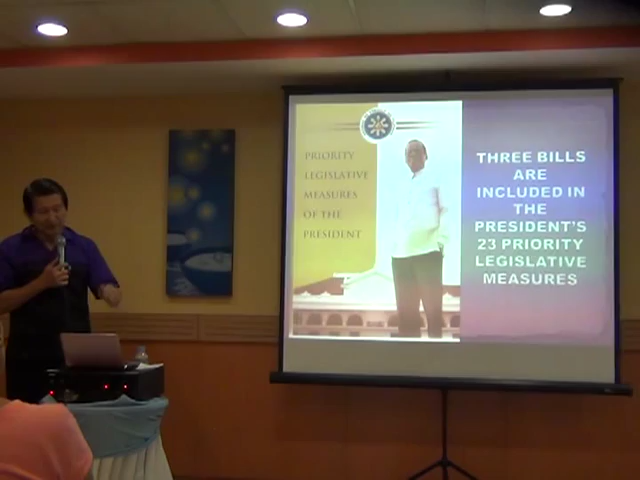 PRIORITY
LEGISLATIVE
MEASURES
OF THE
PRESIDENT
THREE BILLS
ARE
INCLUDED IN
THE
PRESIDENT'S
23 PRIORITY
LEGISLATIVE
MEASURES